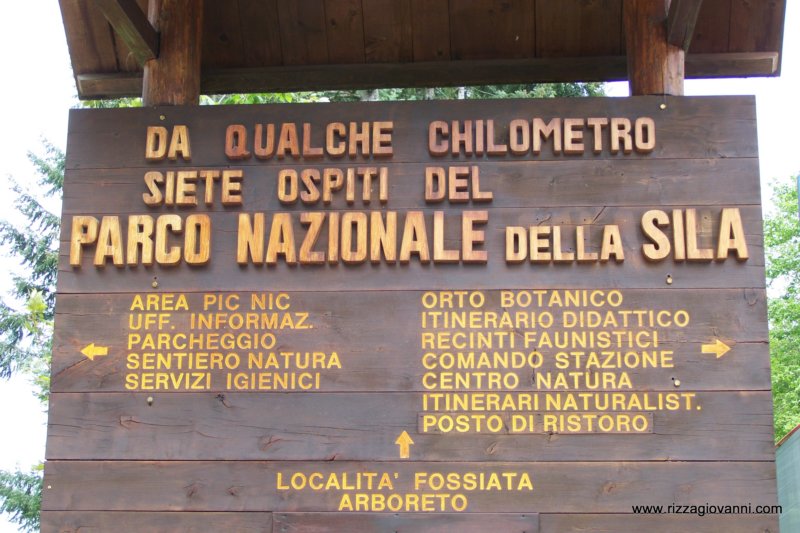 DA QUALCHE CHILOMETRO
SIETE OSPITI DEL
PARCO NAZIONALE DELLA SILA
AREA PIC NIC
UFF. INFORMAZ.
PARCHEGGIO
SENTIERO NATURA
SERVIZI IGIENICI
ORTO BOTANICO
ITINERARIO DIDATTICO
RECINTI FAUNISTICI
COMANDO STAZIONE
CENTRO NATURA
ITINERARI NATURALIST.
POSTO DI RISTORO
LOCALITA' FOSSIATA
ARBORETO
www.rizzagiovanni.com